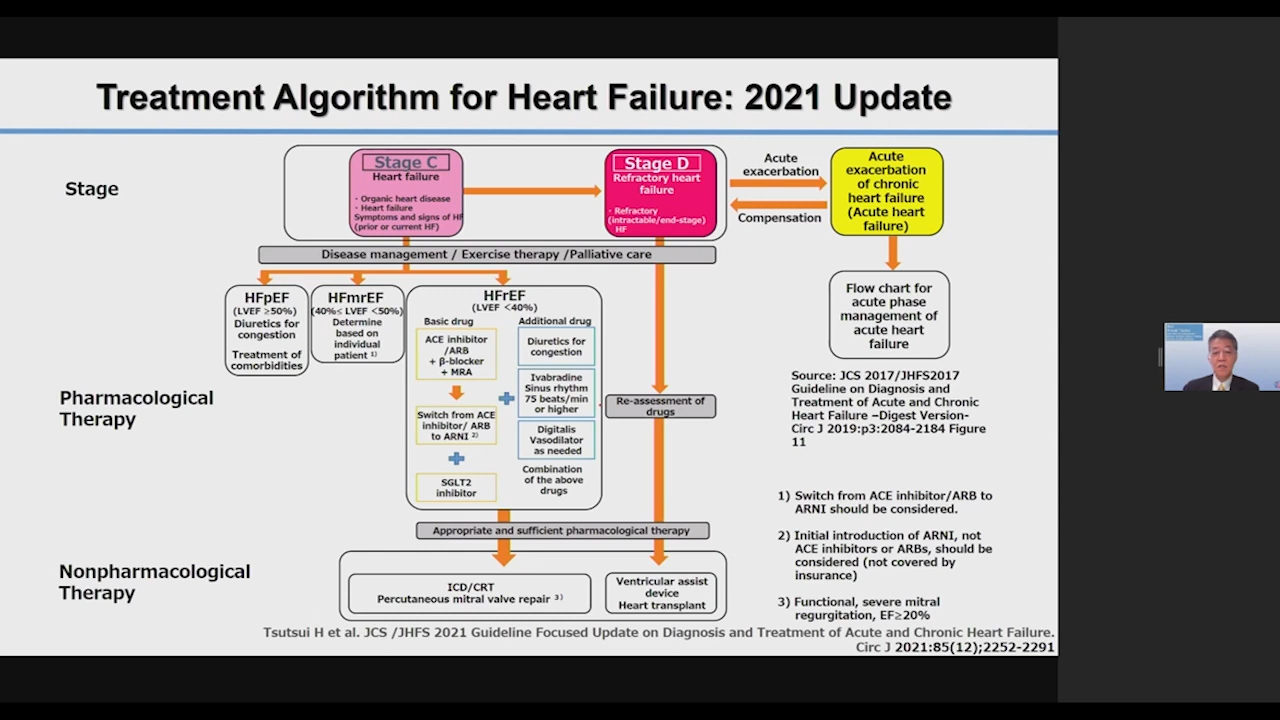 Treatment Algorithm for Heart Failure: 2021 Update
Stage
Stage C
Heart failure
・Organic heart disease
・Heart failure
Symptoms and signs of HF
(prior or current HF)
Stage D
Refractory heart
failure
・Refractory
(intractable/end-stage)
HF
Acute
exacerbation
Compensation
Acute
exacerbation
of chronic
heart failure
(Acute heart
failure)
Disease management / Exercise therapy /Palliative care
Flow chart for
acute phase
management of
acute heart
failure
Pharmacological
Therapy
HFpEF
(LVEF ≥50%)
Diuretics for
congestion
Treatment of
comorbidities
HFmrEF
(40%≤ LVEF <50%)
Determine
based on
individual
patient 1)
HFrEF
(LVEF <40%)
Basic drug
ACE inhibitor
/ARB
+ β-blocker
+ MRA
Switch from ACE
inhibitor/ ARB
to ARNI 2)
SGLT2
inhibitor
Additional drug
Diuretics for
congestion
Ivabradine
Sinus rhythm
75 beats/min
or higher
Digitalis
Vasodilator
as needed
Combination
of the above
drugs
Re-assessment of
drugs
Source: JCS 2017/JHFS2017
Guideline on Diagnosis and
Treatment of Acute and Chronic
Heart Failure –Digest Version-
Circ J 2019:p3:2084-2184 Figure
11
Appropriate and sufficient pharmacological therapy
Nonpharmacological
Therapy
ICD/CRT
Percutaneous mitral valve repair 3)
Ventricular assist
device
Heart transplant
1) Switch from ACE inhibitor/ARB to
ARNI should be considered.
2) Initial introduction of ARNI, not
ACE inhibitors or ARBs, should be
considered (not covered by
insurance)
3) Functional, severe mitral
regurgitation, EF≥20%
Tsutsui H et al. JCS /JHFS 2021 Guideline Focused Update on Diagnosis and Treatment of Acute and Chronic Heart Failure.
Circ J 2021:85(12);2252-2291